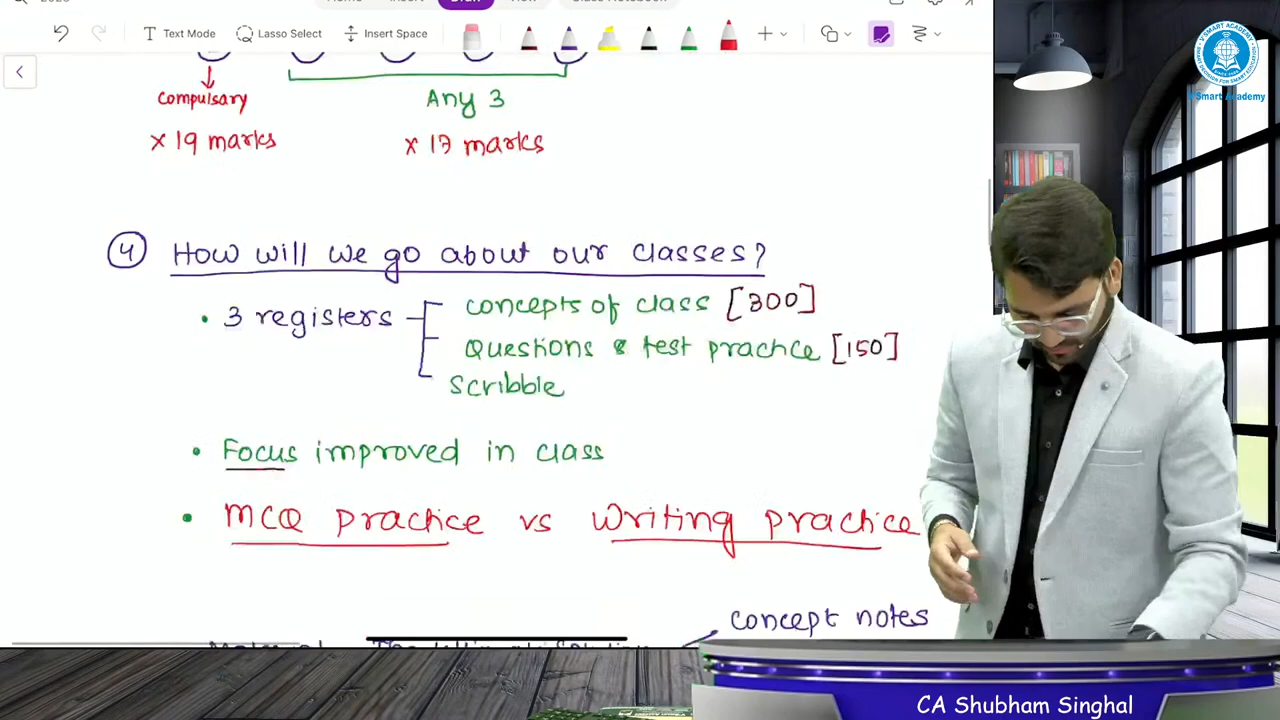 Text Mode Lasso Select Insert Space
Compulsary
Any 3
x 19 marks
x 17 marks
V'Smart Academy
④ How will we go about our classes?
• 3 registers
concepts of class [300]
Questions & test practice [150]
Scribble
• Focus improved in class
• MCQ practice vs Writing practice
concept notes
CA Shubham Singhal